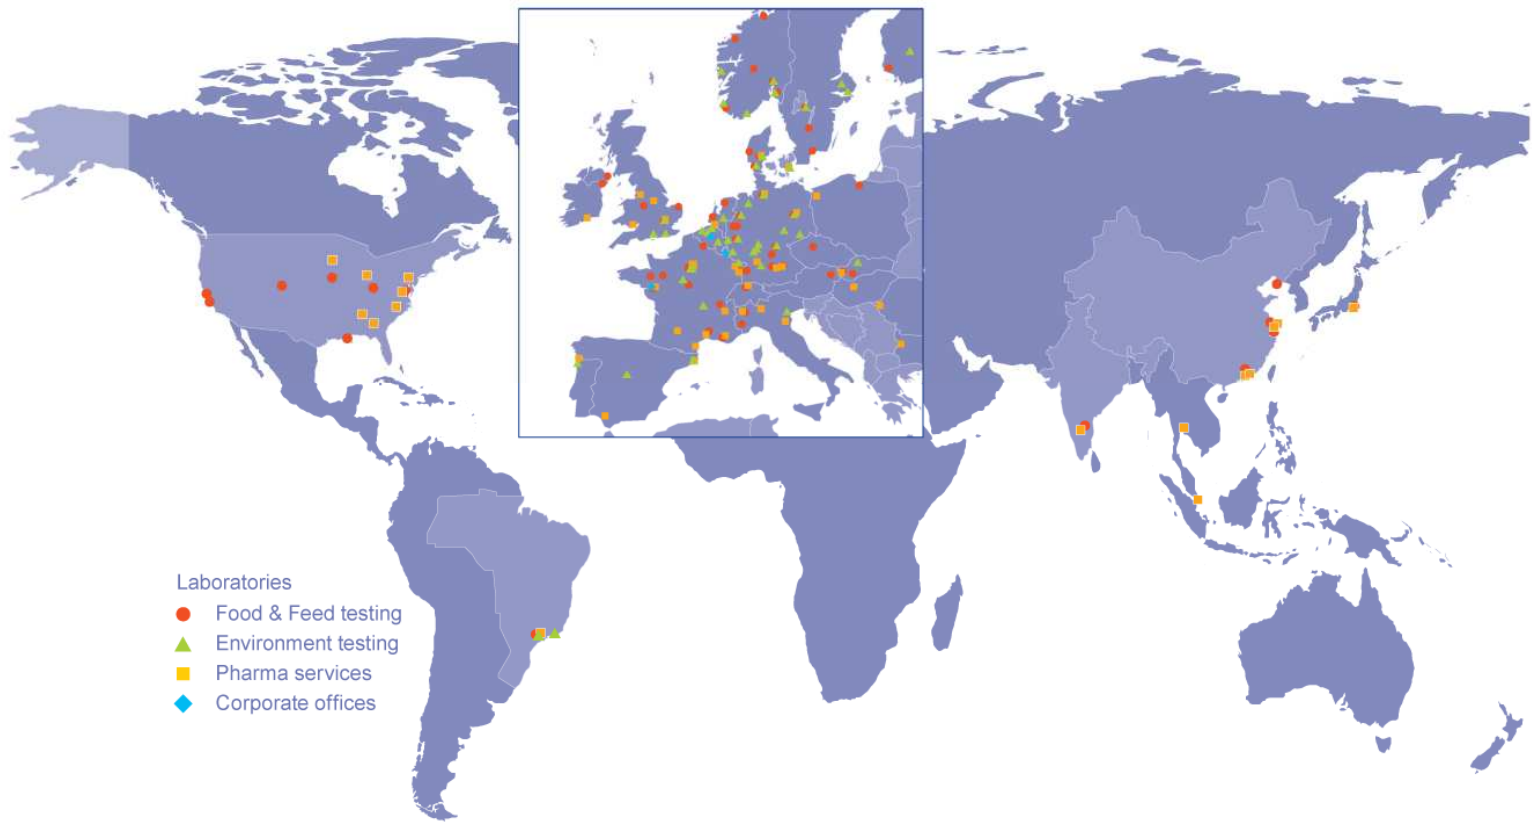 Laboratories
Food & Feed testing
Environment testing
Pharma services
Corporate offices